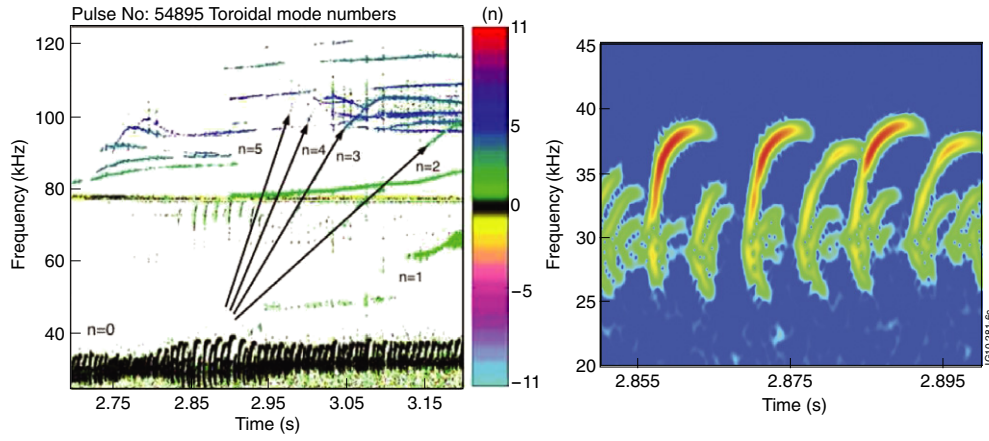 Pulse No: 54895 Toroidal mode numbers
(n)
120
100
80
60
40
Frequency (kHz)
n=5
n=4
n=3
n=2
n=1
n=0
2.75
2.85
2.95
3.05
3.15
Time (s)
11
5
0
−5
−11
45
40
35
30
25
20
Frequency (kHz)
2.855
2.875
2.895
Time (s)